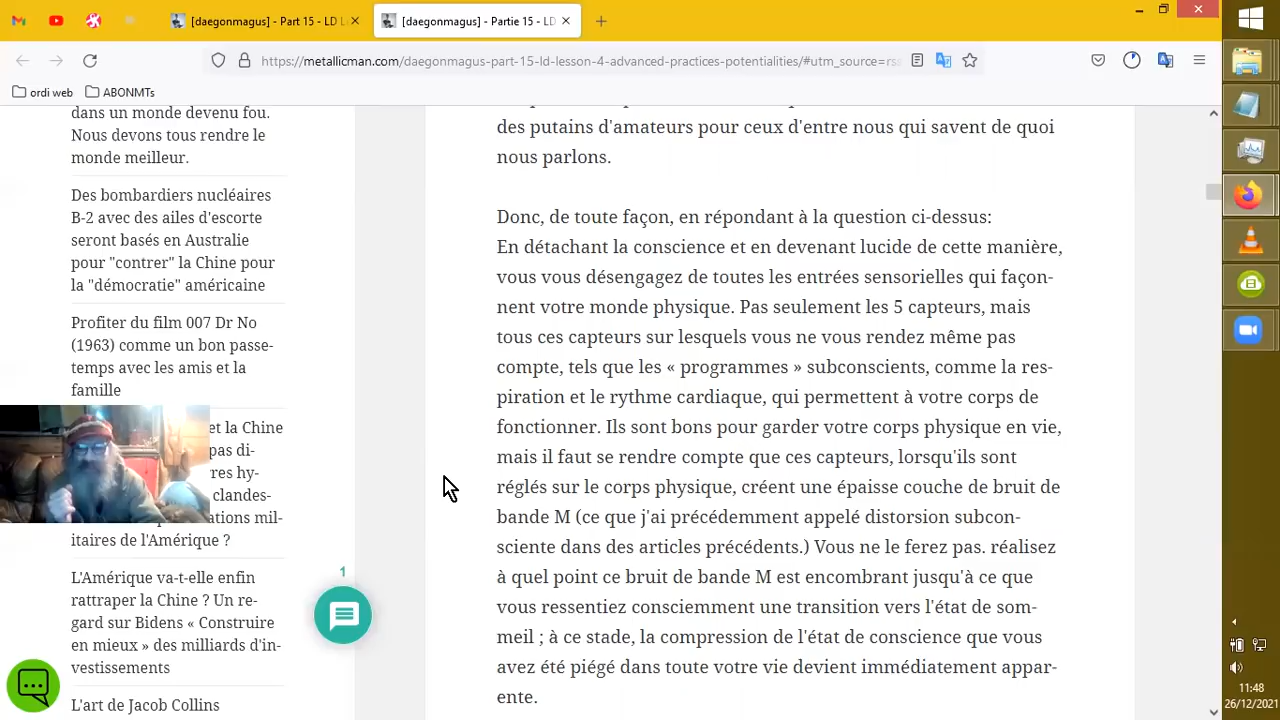 [daegonmagus] - Part 15 - LD L
[daegonmagus] - Partie 15 - LD
https://metallicman.com/daegonmagus-part-15-ld-lesson-4-advanced-practices-potentialities/#utm_source=rs
ordi web
ABONMTs
dans un monde devenu fou.
Nous devons tous rendre le
monde meilleur.
Des bombardiers nucléaires
B-2 avec des ailes d'escorte
seront basés en Australie
pour "contrer" la Chine pour
la "démocratie" américaine
Profiter du film 007 Dr No
(1963) comme un bon passe-
temps avec les amis et la
famille
et la Chine
pas di-
res hy-
clandes-
ations mil-
itaires de l'Amérique ?
L'Amérique va-t-elle enfin
rattraper la Chine ? Un re-
gard sur Bidens « Construire
en mieux » des milliards d'in-
vestissements
L'art de Jacob Collins
des putains d'amateurs pour ceux d'entre nous qui savent de quoi
nous parlons.
Donc, de toute façon, en répondant à la question ci-dessus:
En détachant la conscience et en devenant lucide de cette manière,
vous vous désengagez de toutes les entrées sensorielles qui façon-
nent votre monde physique. Pas seulement les 5 capteurs, mais
tous ces capteurs sur lesquels vous ne vous rendez même pas
compte, tels que les « programmes » subconscients, comme la res-
piration et le rythme cardiaque, qui permettent à votre corps de
fonctionner. Ils sont bons pour garder votre corps physique en vie,
mais il faut se rendre compte que ces capteurs, lorsqu'ils sont
réglés sur le corps physique, créent une épaisse couche de bruit de
bande M (ce que j'ai précédemment appelé distorsion subcon-
sciente dans des articles précédents.) Vous ne le ferez pas. réalisez
à quel point ce bruit de bande M est encombrant jusqu'à ce que
vous ressentiez consciemment une transition vers l'état de som-
meil ; à ce stade, la compression de l'état de conscience que vous
avez été piégé dans toute votre vie devient immédiatement appar-
ente.
1
11:48
26/12/2021